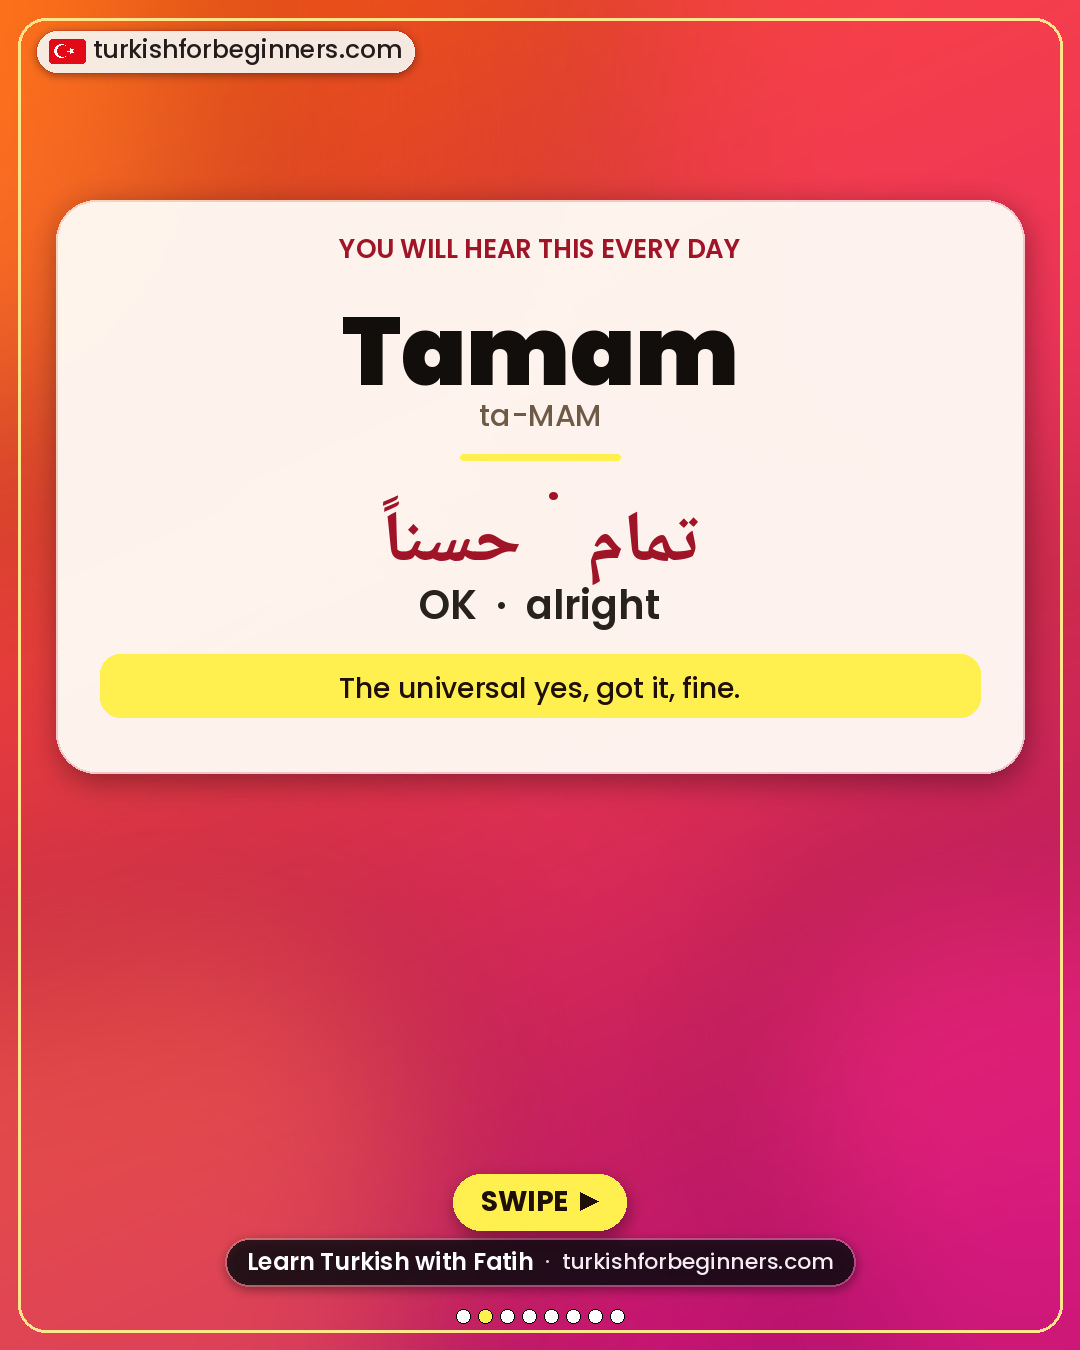 turkishforbeginners.com
YOU WILL HEAR THIS EVERY DAY
Tamam
ta-MAM
تمام · حسناً
OK · alright
The universal yes, got it, fine.
SWIPE ▶
Learn Turkish with Fatih · turkishforbeginners.com